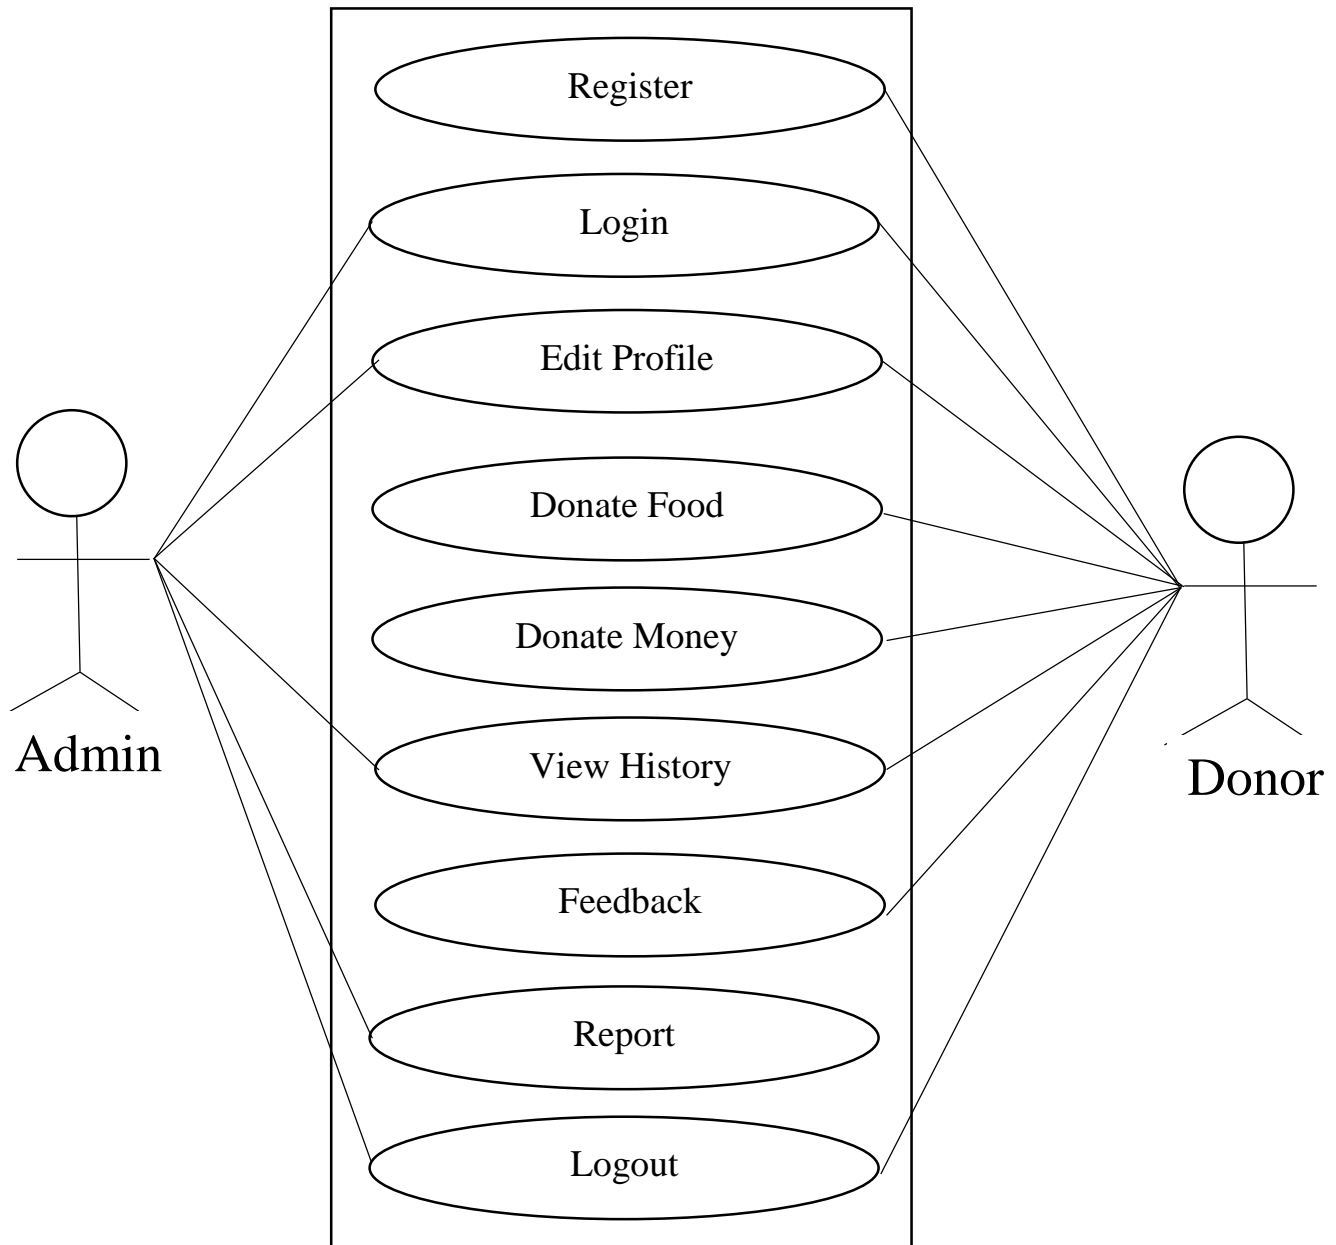 Register
Login
Edit Profile
Donate Food
Donate Money
View History
Feedback
Report
Logout
Admin
Donor